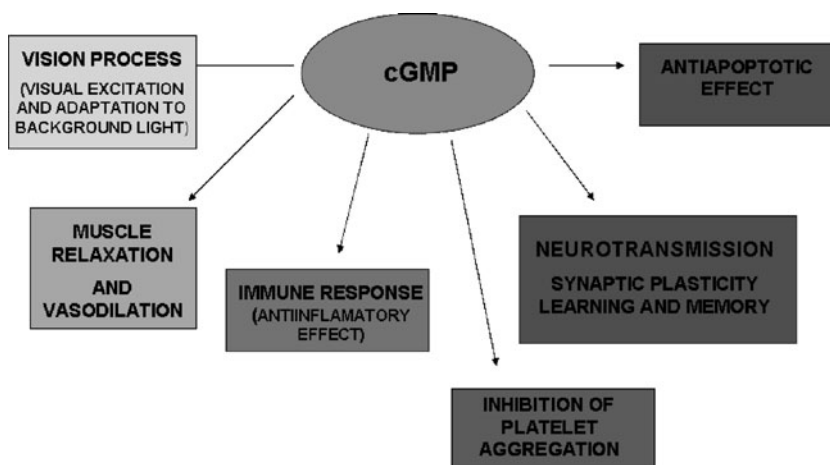 VISION PROCESS
(VISUAL EXCITATION
AND ADAPTATION TO
BACKGROUND LIGHT)
cGMP
ANTIAPOPTOTIC
EFFECT
MUSCLE
RELAXATION
AND
VASODILATION
IMMUNE RESPONSE
(ANTIINFLAMATORY
EFFECT)
NEUROTRANSMISSION
SYNAPTIC PLASTICITY
LEARNING AND MEMORY
INHIBITION OF
PLATELET
AGGREGATION